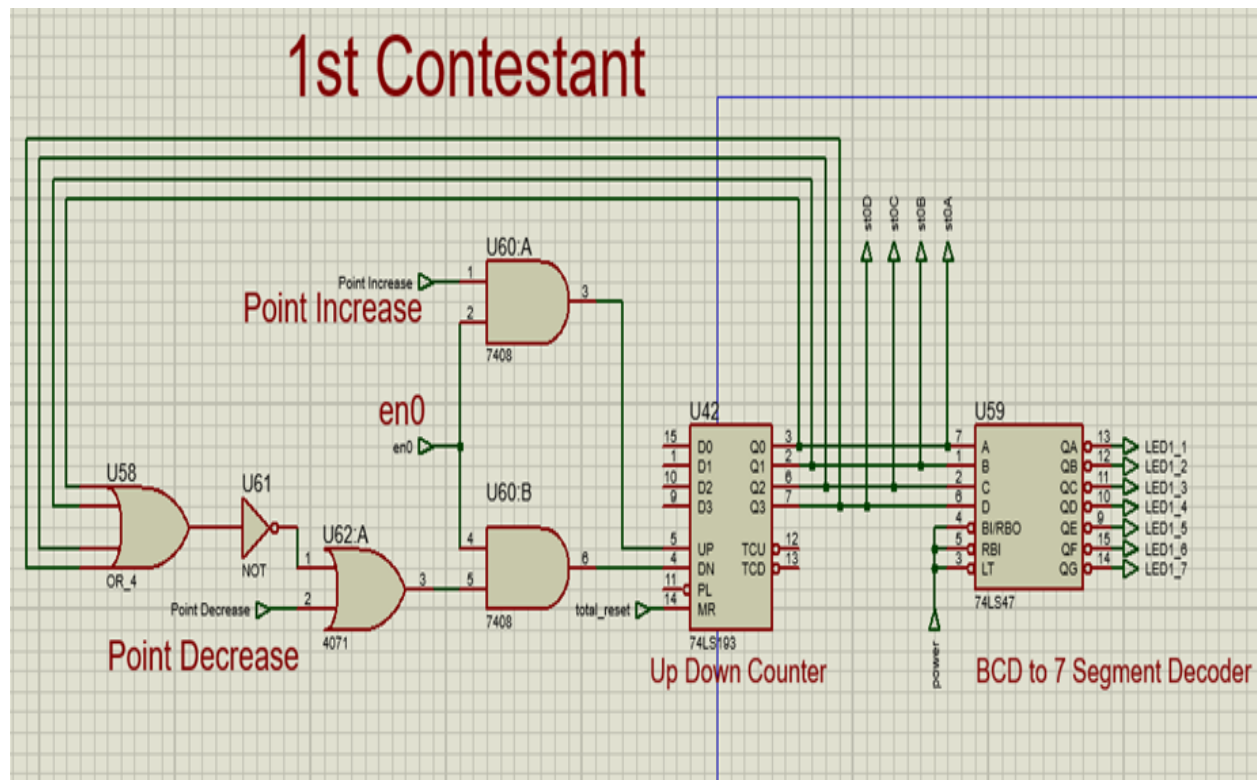 1st Contestant
st0D
st0C
st0B
st0A
U60:A
Point Increase
1
3
Point Increase
2
7408
en0
en0
U42
U59
15 D0 Q0 3
7 A QA 13 LED1_1
1 D1 Q1 2
1 B QB 12 LED1_2
10 D2 Q2 6
2 C QC 11 LED1_3
9 D3 Q3 7
6 D QD 10 LED1_4
4 BI/RBO QE 9 LED1_5
5 UP TCU 12
5 RBI QF 15 LED1_6
4 DN TCD 13
3 LT QG 14 LED1_7
11 PL
total_reset 14 MR
74LS193
74LS47
power
U58
U61
OR_4
NOT
U60:B
4
6
5
7408
U62:A
1
3
Point Decrease
2
4071
Point Decrease
Up Down Counter
BCD to 7 Segment Decoder